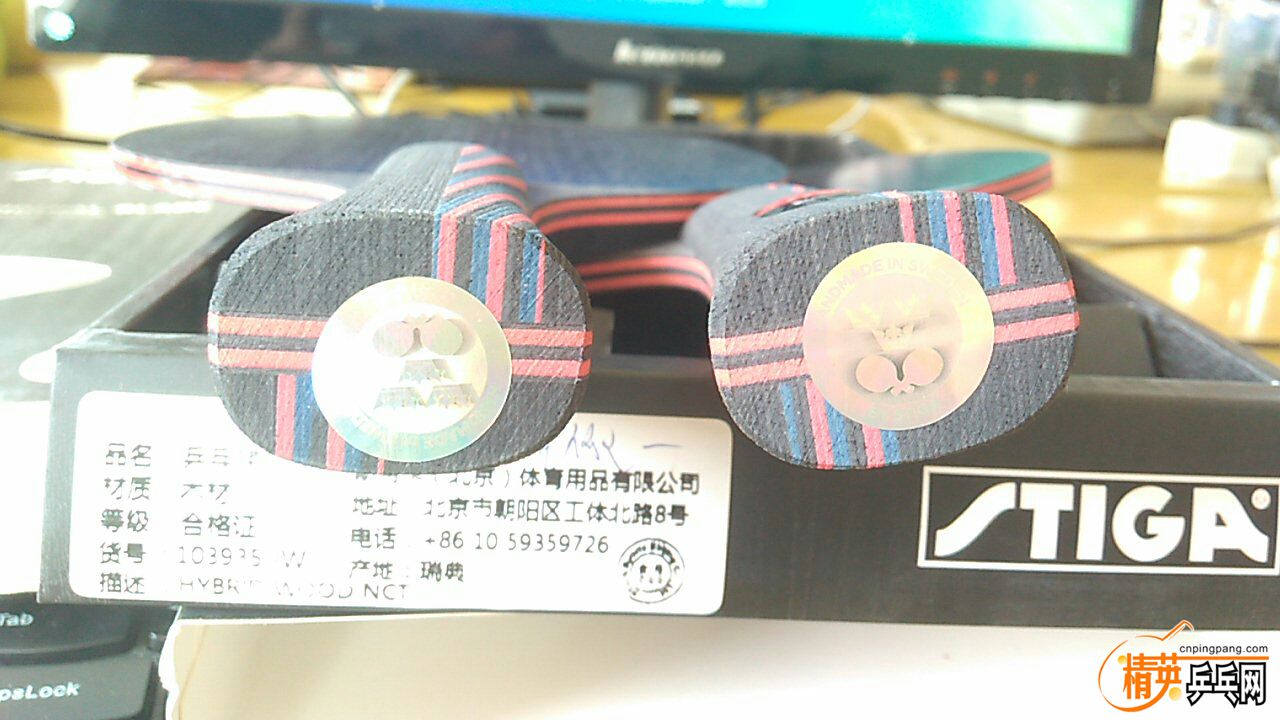 Lenovo
HANDMADE IN SWEDEN
品名 乒乓
材质 木材
等级 合格证
货号
描述 HYBRID WOOD NCT
(北京)体育用品有限公司
地址 北京市朝阳区工体北路8号
电话 +86 10 59359726
产地: 瑞典
STIGA®
Tab
psLock
cnpingpang.com
精英乒乓网